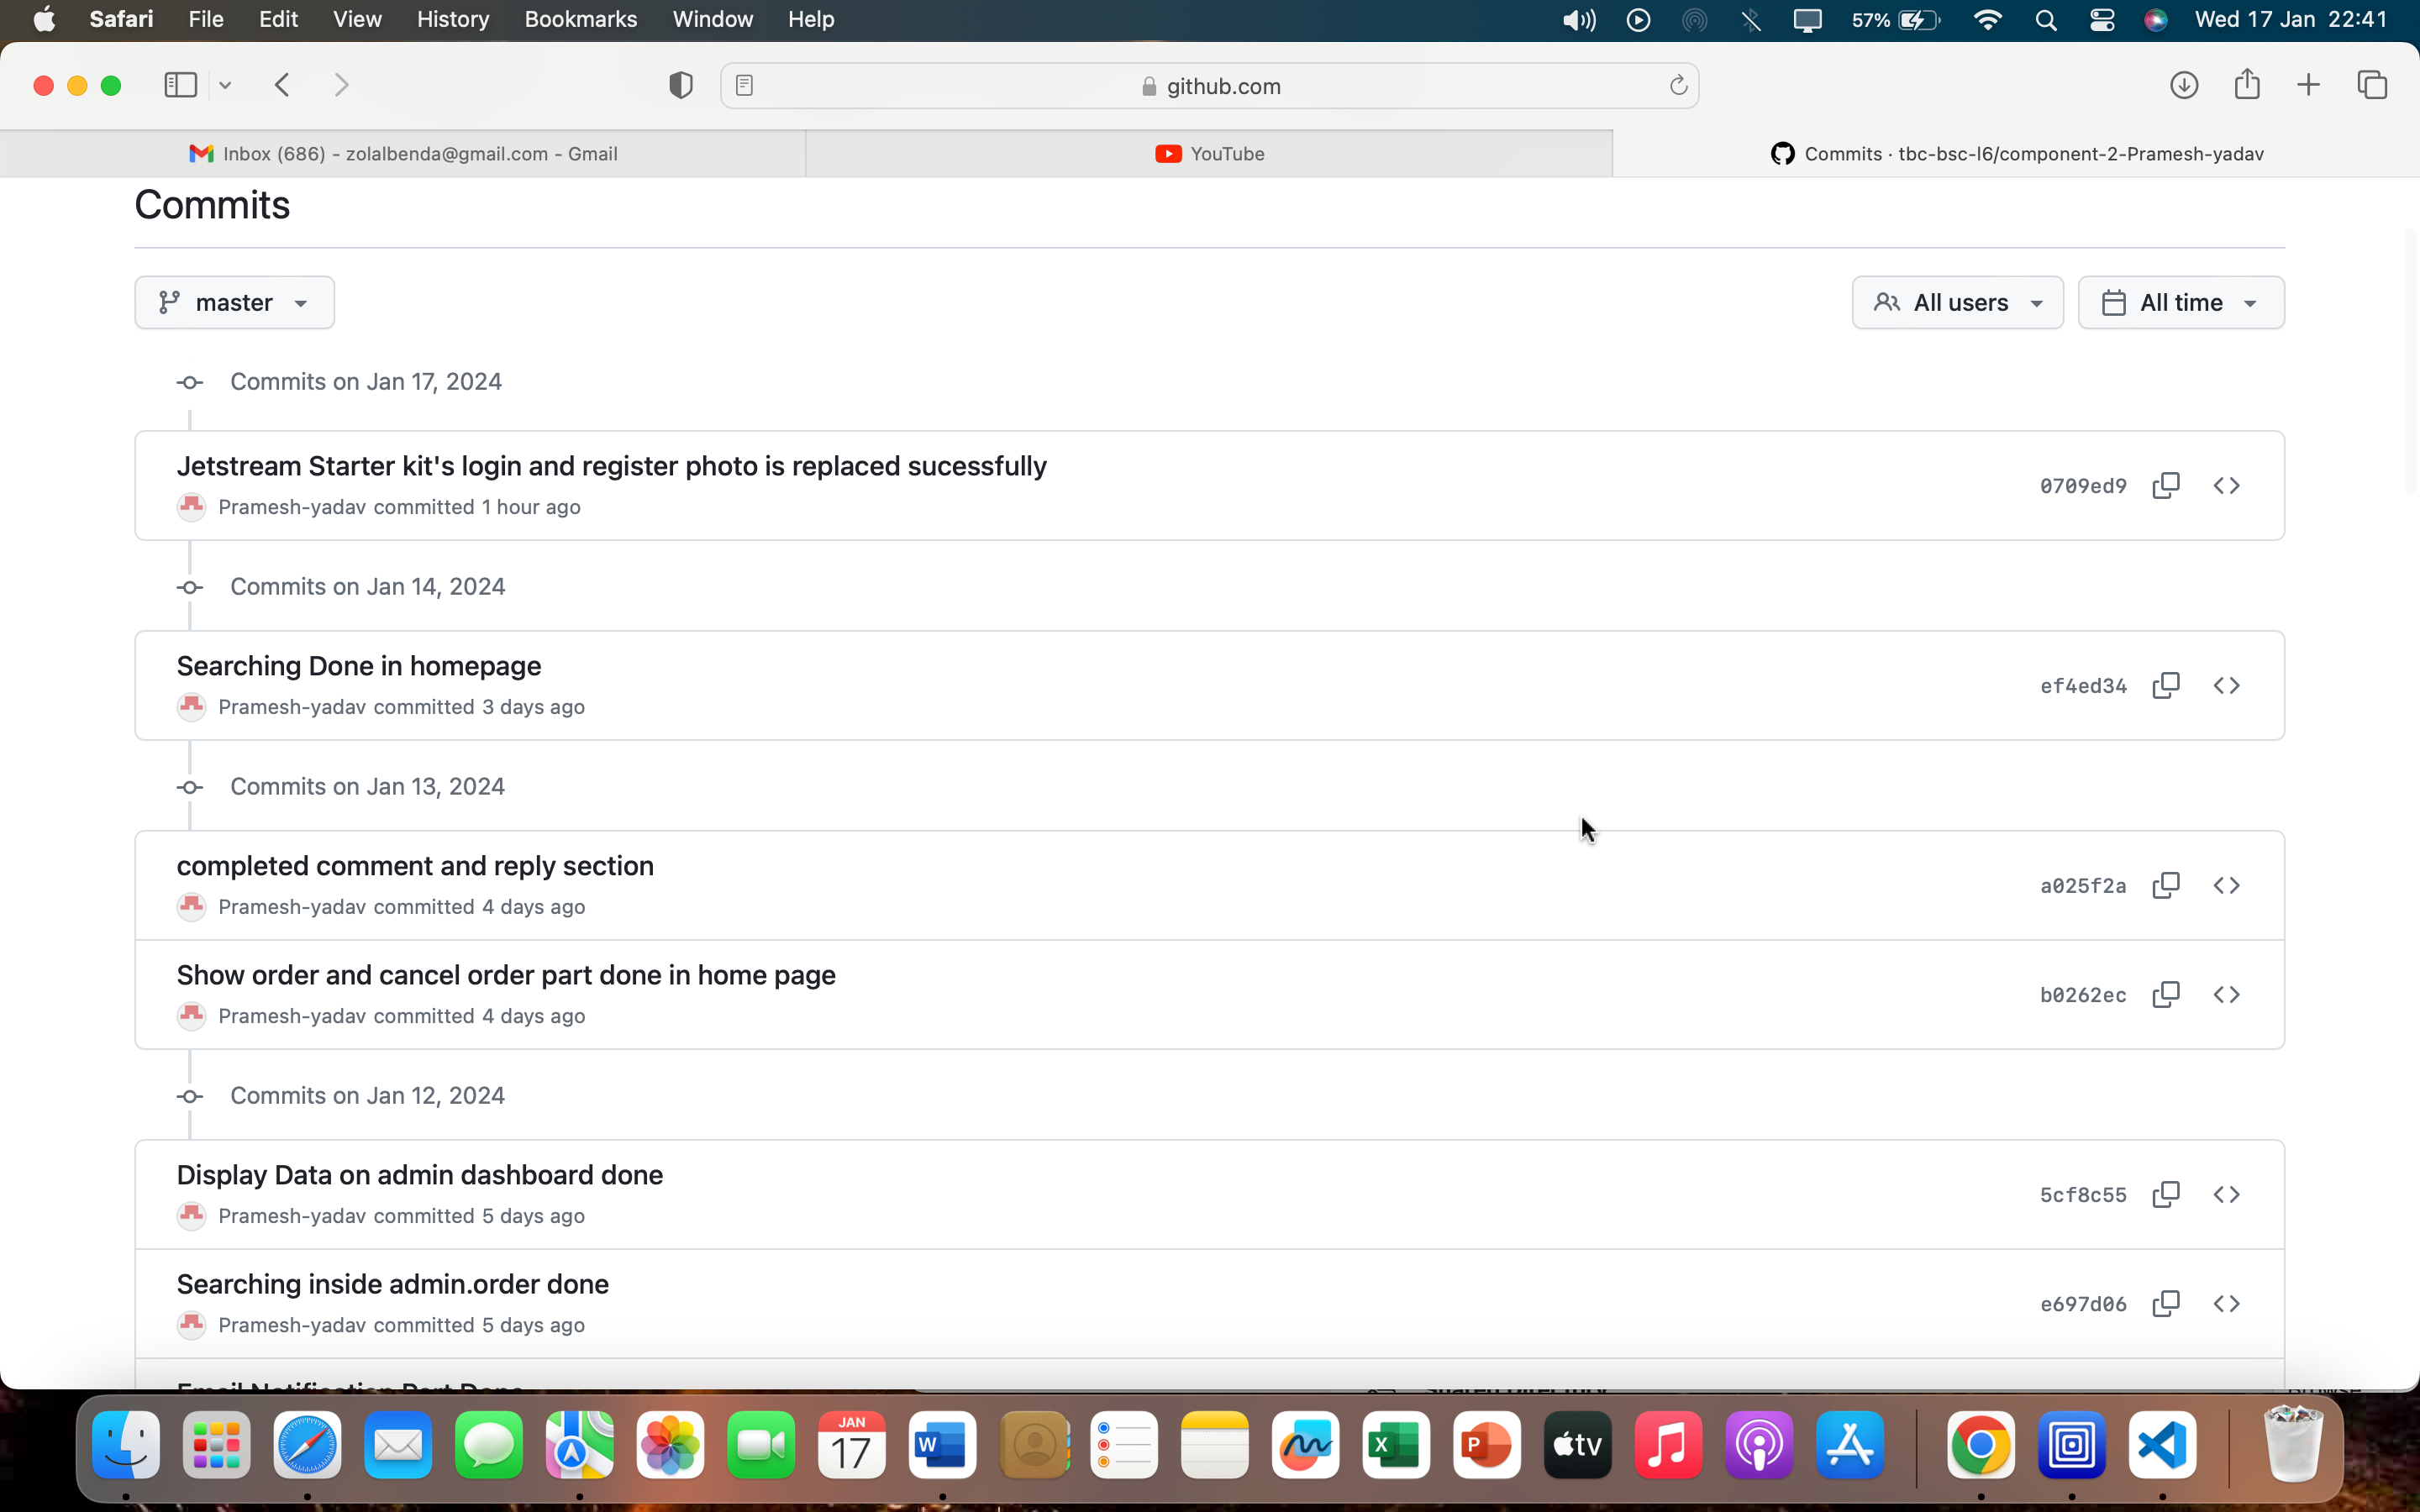 Safari File Edit View History Bookmarks Window Help 57% Wed 17 Jan 22:41
github.com
Inbox (686) - zolalbenda@gmail.com - Gmail YouTube Commits · tbc-bsc-l6/component-2-Pramesh-yadav
Commits
master All users All time
Commits on Jan 17, 2024
Jetstream Starter kit's login and register photo is replaced sucessfully
Pramesh-yadav committed 1 hour ago
0709ed9
Commits on Jan 14, 2024
Searching Done in homepage
Pramesh-yadav committed 3 days ago
ef4ed34
Commits on Jan 13, 2024
completed comment and reply section
Pramesh-yadav committed 4 days ago
a025f2a
Show order and cancel order part done in home page
Pramesh-yadav committed 4 days ago
b0262ec
Commits on Jan 12, 2024
Display Data on admin dashboard done
Pramesh-yadav committed 5 days ago
5cf8c55
Searching inside admin.order done
Pramesh-yadav committed 5 days ago
e697d06
Email Notification Part Done
JAN
17
W
X
P
tv